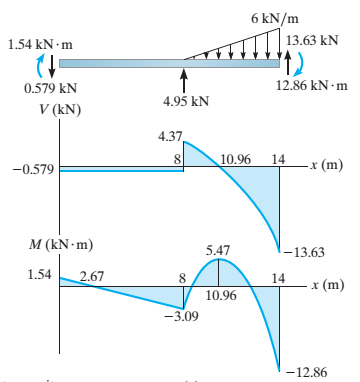 6 kN/m
1.54 kN·m
13.63 kN
0.579 kN
4.95 kN
12.86 kN·m
V (kN)
4.37
−0.579
8
10.96
14
x (m)
−13.63
M (kN·m)
5.47
1.54
2.67
8
10.96
14
x (m)
−3.09
−12.86